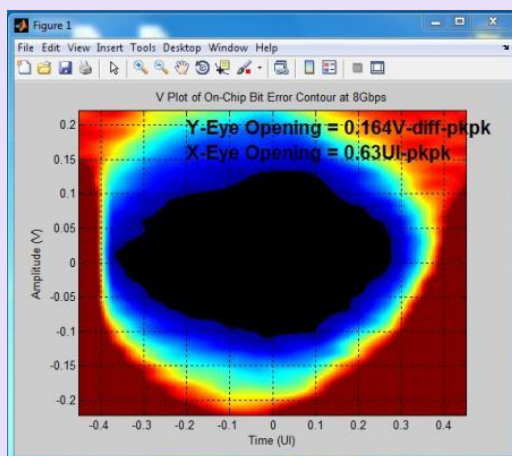 Figure 1
File Edit View Insert Tools Desktop Window Help
V Plot of On-Chip Bit Error Contour at 8Gbps
Y-Eye Opening = 0.164V-diff-pkpk
X-Eye Opening = 0.63UI-pkpk
Amplitude (V)
0.2
0.15
0.1
0.05
0
-0.05
-0.1
-0.15
-0.2
-0.4 -0.3 -0.2 -0.1 0 0.1 0.2 0.3 0.4
Time (UI)